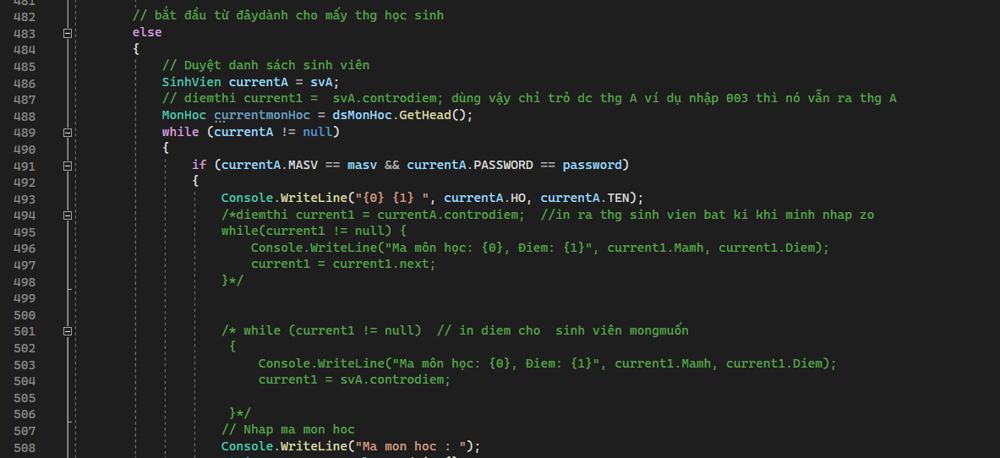 481
482 // bắt đầu từ đâydành cho mấy thg học sinh
483 else
484 {
485 // Duyệt danh sách sinh viên
486 SinhVien currentA = svA;
487 // diemthi current1 =  svA.controdiem; dùng vậy chỉ trỏ dc thg A ví dụ nhập 003 thì nó vẫn ra thg A
488 MonHoc currentmonHoc = dsMonHoc.GetHead();
489 while (currentA != null)
490 {
491 if (currentA.MASV == masv && currentA.PASSWORD == password)
492 {
493 Console.WriteLine("{0} {1} ", currentA.HO, currentA.TEN);
494 /*diemthi current1 = currentA.controdiem;  //in ra thg sinh vien bat ki khi minh nhap zo
495 while(current1 != null) {
496 Console.WriteLine("Ma môn học: {0}, Điem: {1}", current1.Mamh, current1.Diem);
497 current1 = current1.next;
498 }*/
499
500
501 /* while (current1 != null)  // in diem cho  sinh viên mongmuốn
502 {
503 Console.WriteLine("Ma môn học: {0}, Điem: {1}", current1.Mamh, current1.Diem);
504 current1 = svA.controdiem;
505
506 }*/
507 // Nhap ma mon hoc
508 Console.WriteLine("Ma mon hoc : ");